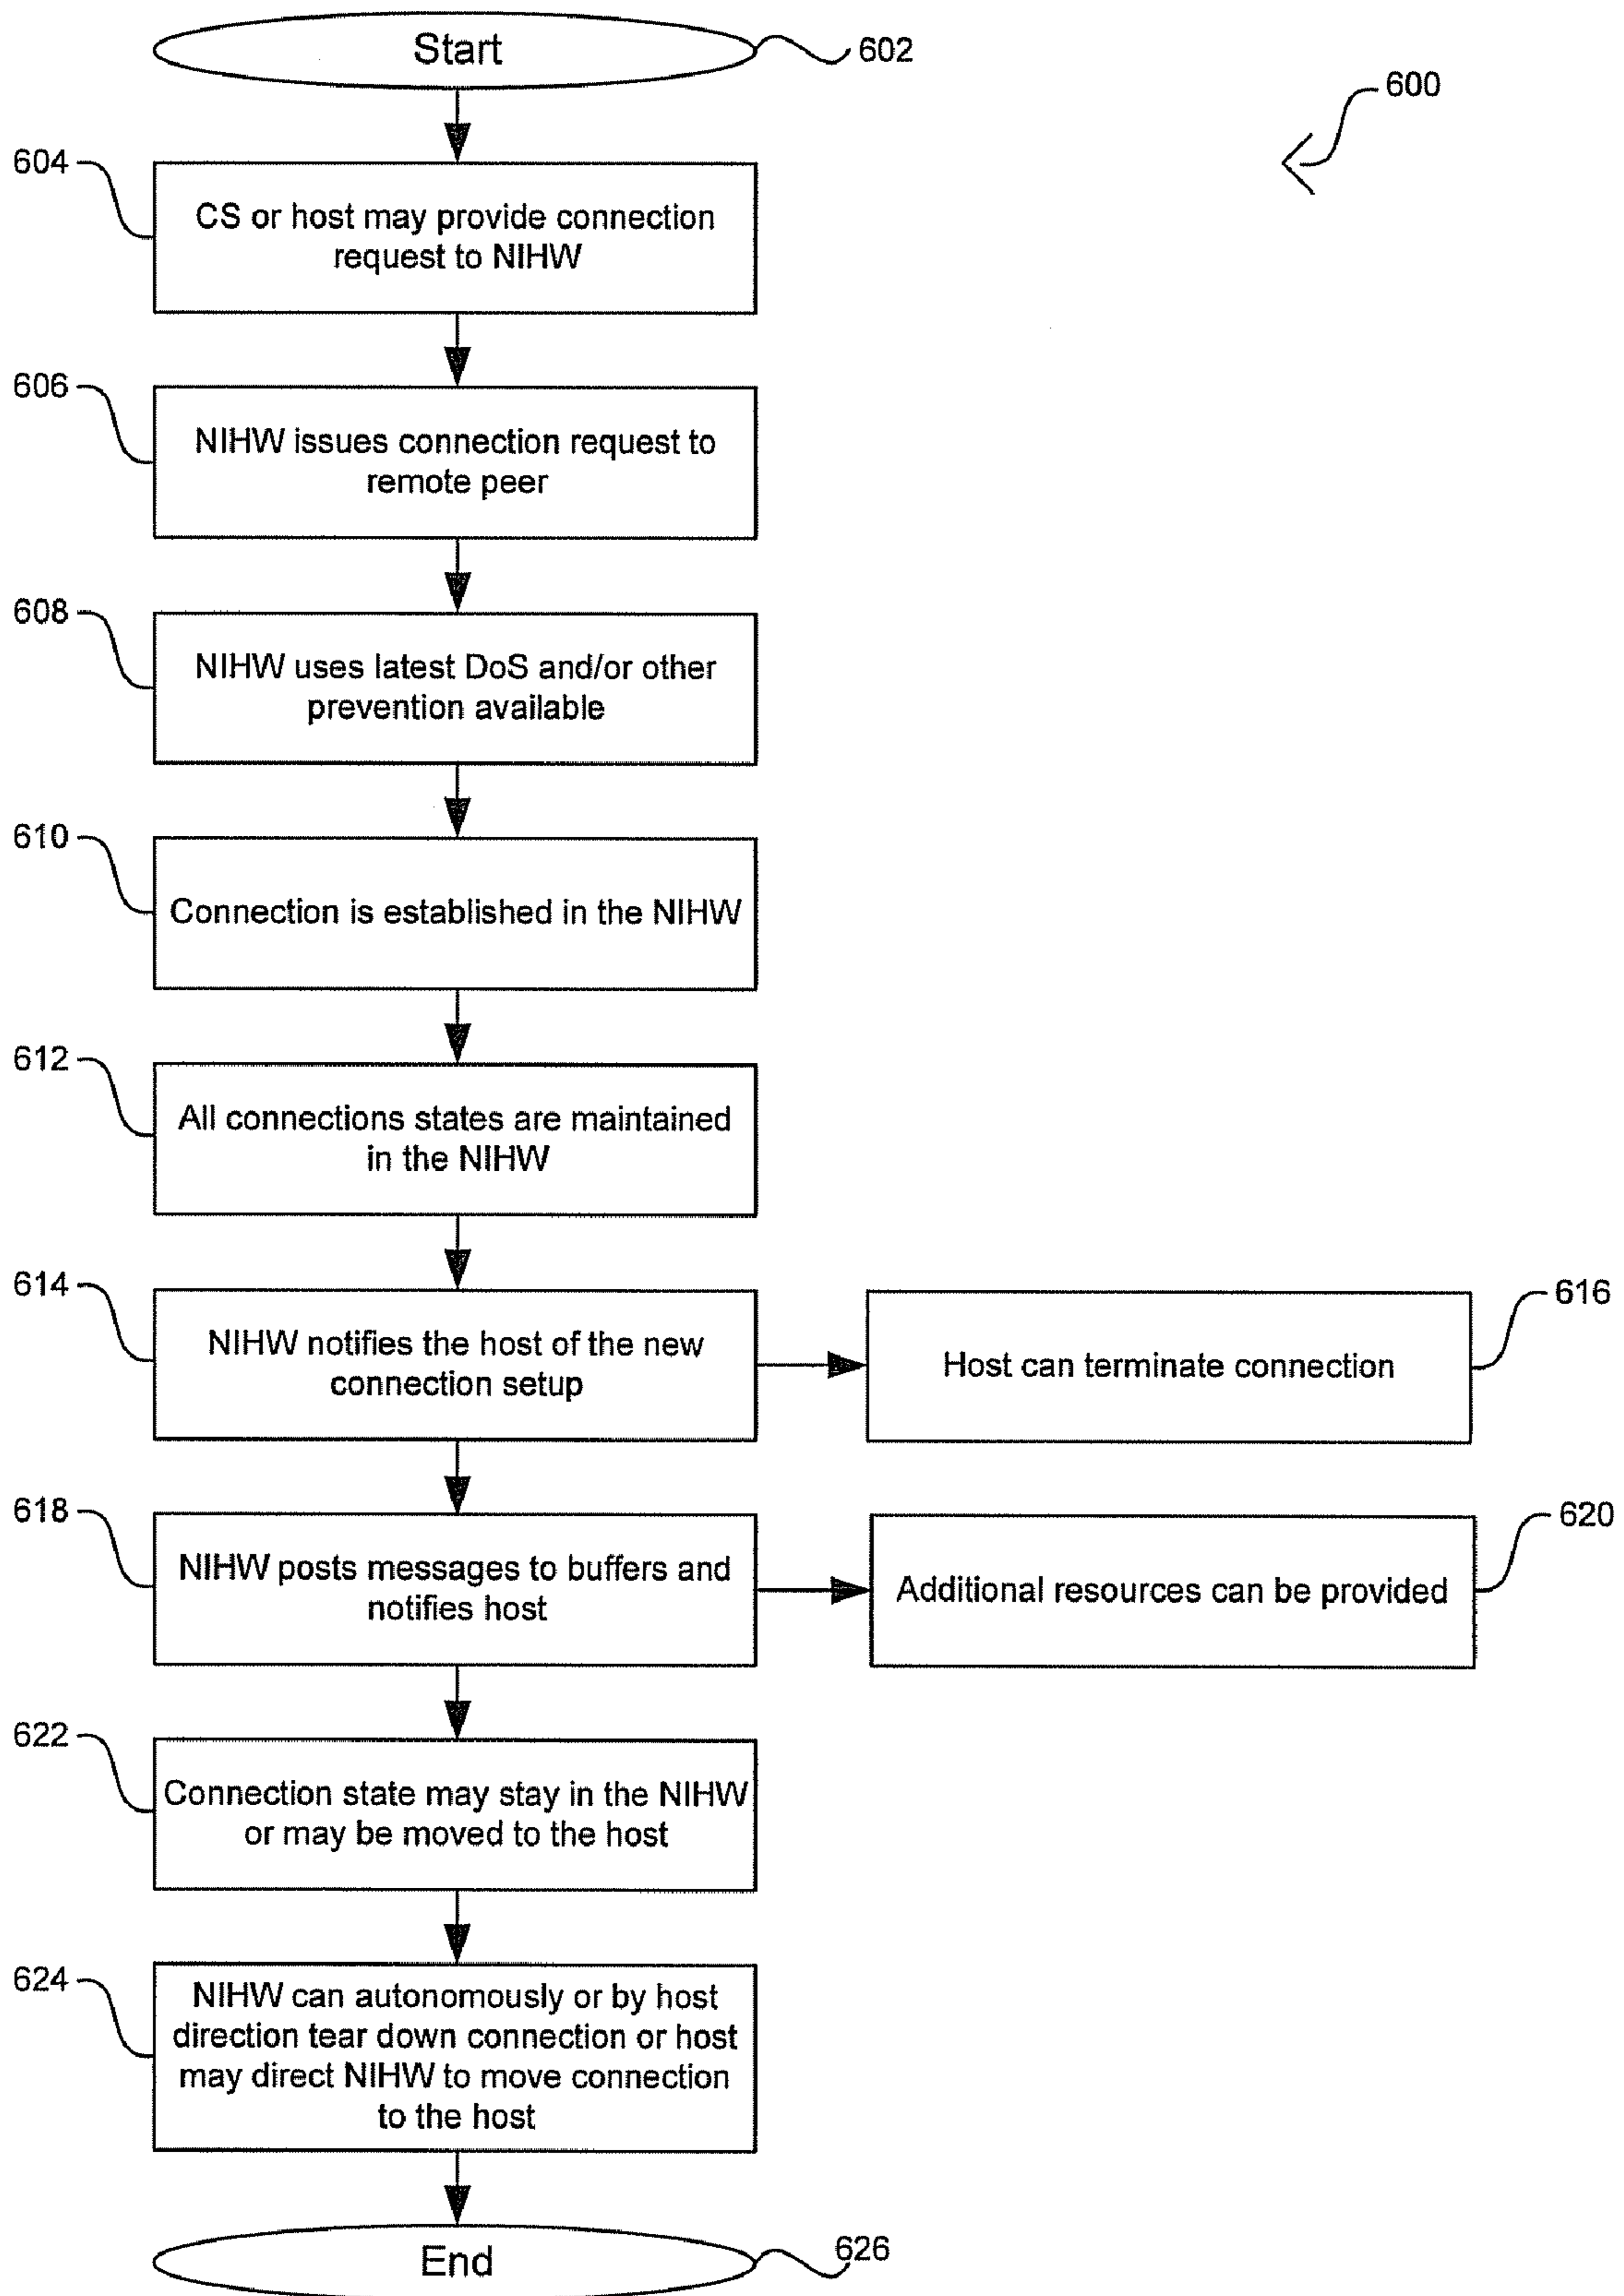 Start
602
600
604
CS or host may provide connection
request to NIHW
606
NIHW issues connection request to
remote peer
608
NIHW uses latest DoS and/or other
prevention available
610
Connection is established in the NIHW
612
All connections states are maintained
in the NIHW
614
NIHW notifies the host of the new
connection setup
616
Host can terminate connection
618
NIHW posts messages to buffers and
notifies host
620
Additional resources can be provided
622
Connection state may stay in the NIHW
or may be moved to the host
624
NIHW can autonomously or by host
direction tear down connection or host
may direct NIHW to move connection
to the host
End
626